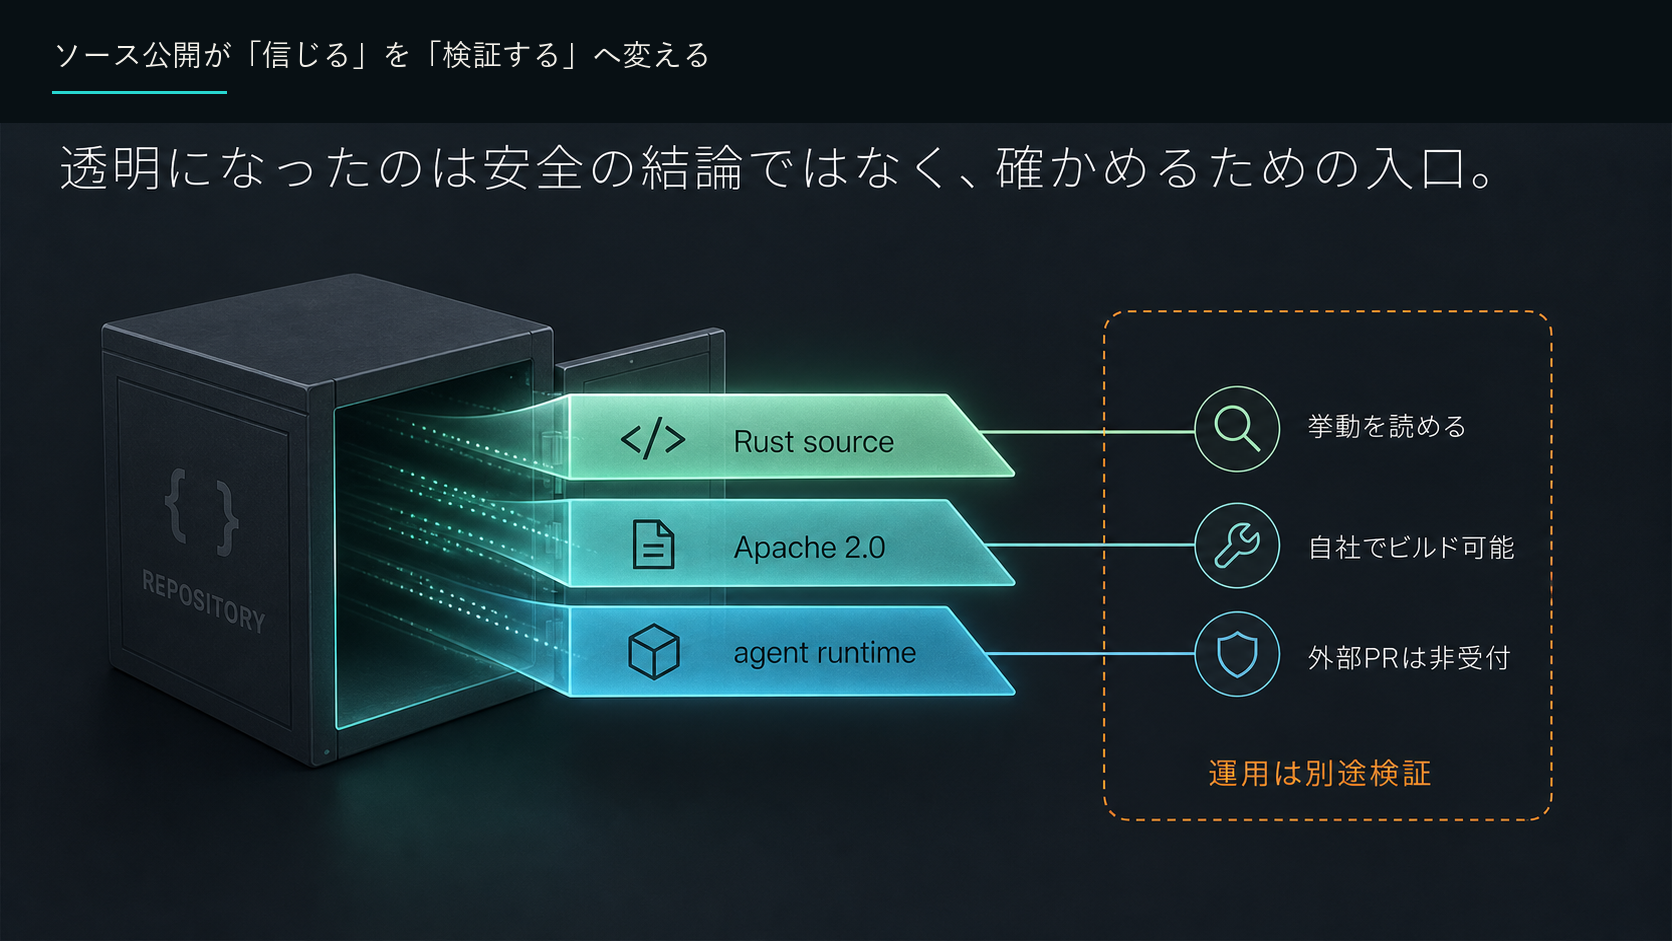 ソース公開が「信じる」を「検証する」へ変える
透明になったのは安全の結論ではなく、確かめるための入口。
{ }
REPOSITORY
</> Rust source
挙動を読める
Apache 2.0
自社でビルド可能
agent runtime
外部PRは非受付
運用は別途検証